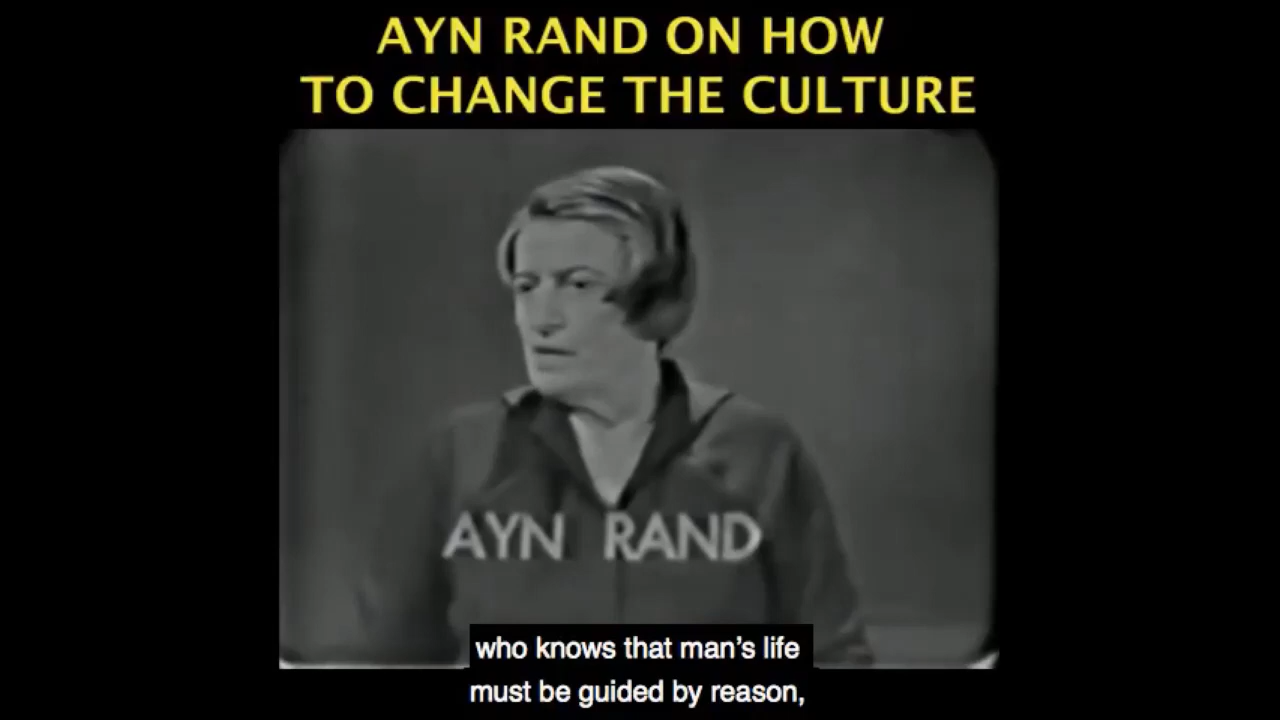 AYN RAND ON HOW
TO CHANGE THE CULTURE
AYN RAND
who knows that man's life
must be guided by reason,